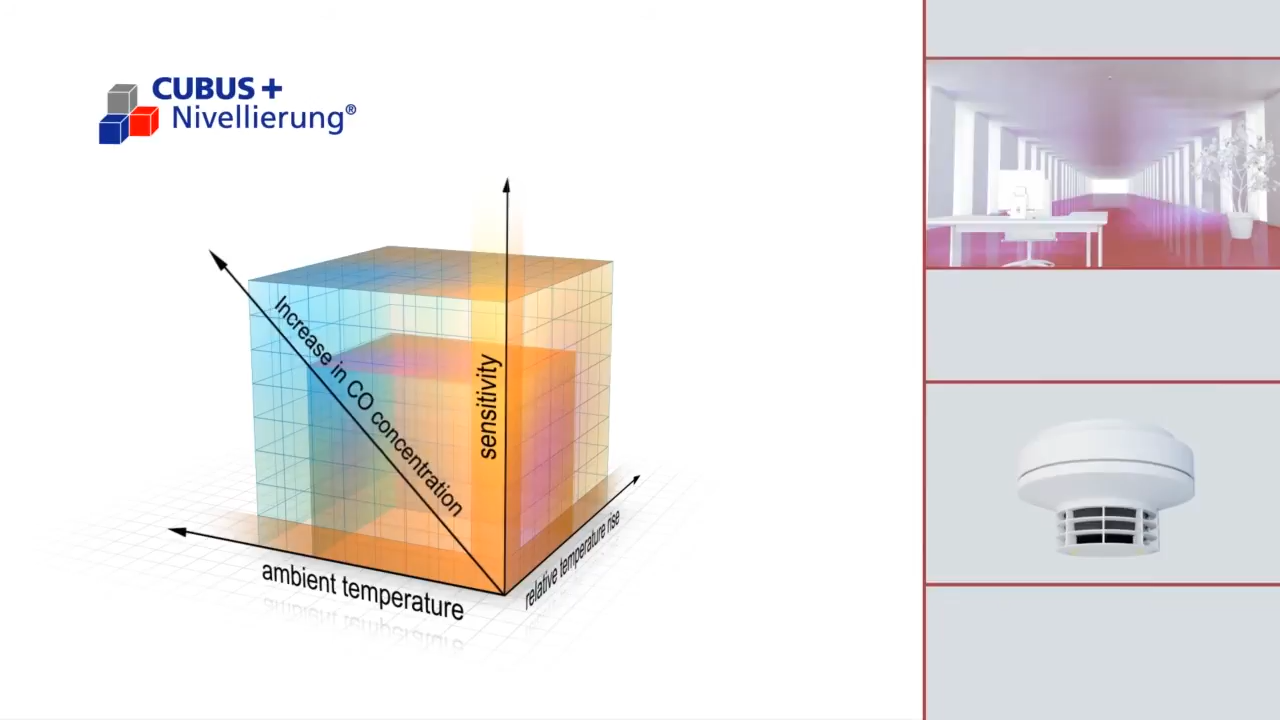 CUBUS +
Nivellierung®
Increase in CO concentration
sensitivity
relative temperature rise
ambient temperature